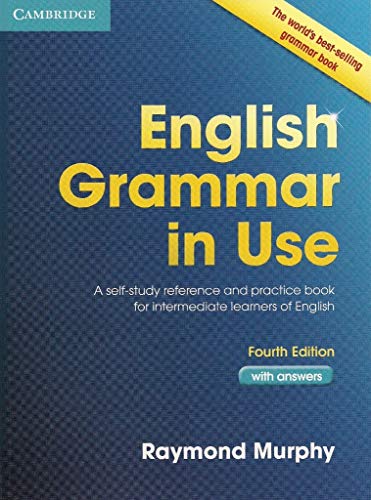 CAMBRIDGE
The world's best-selling
grammar book
English
Grammar
in Use
A self-study reference and practice book
for intermediate learners of English
Fourth Edition
with answers
Raymond Murphy